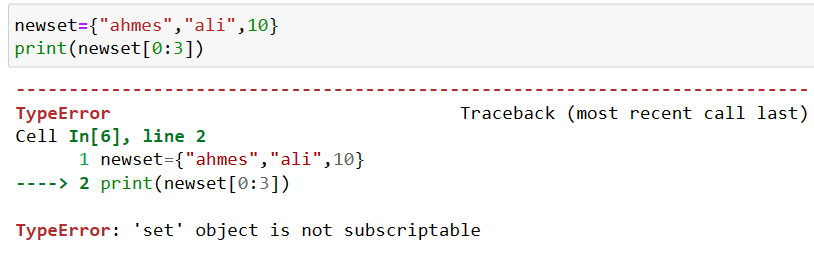 newset={"ahmes","ali",10}
print(newset[0:3])
---------------------------------------------------------------------------
TypeError                                 Traceback (most recent call last)
Cell In[6], line 2
      1 newset={"ahmes","ali",10}
----> 2 print(newset[0:3])
TypeError: 'set' object is not subscriptable